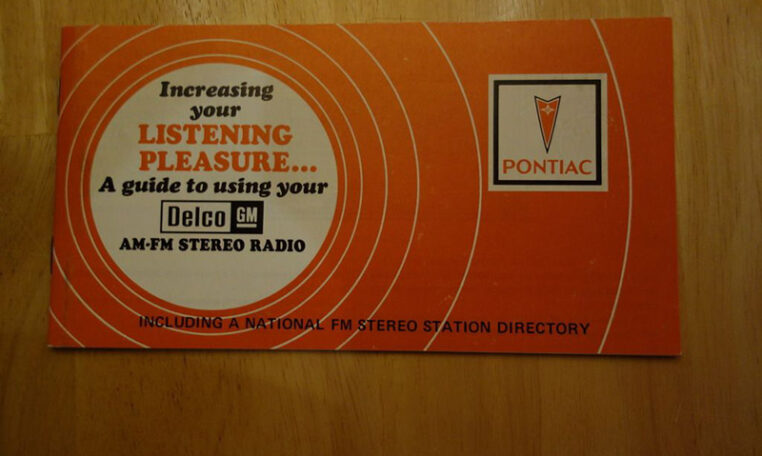 Increasing
your
LISTENING
PLEASURE...
A guide to using your
Delco GM
AM-FM STEREO RADIO
PONTIAC
INCLUDING A NATIONAL FM STEREO STATION DIRECTORY